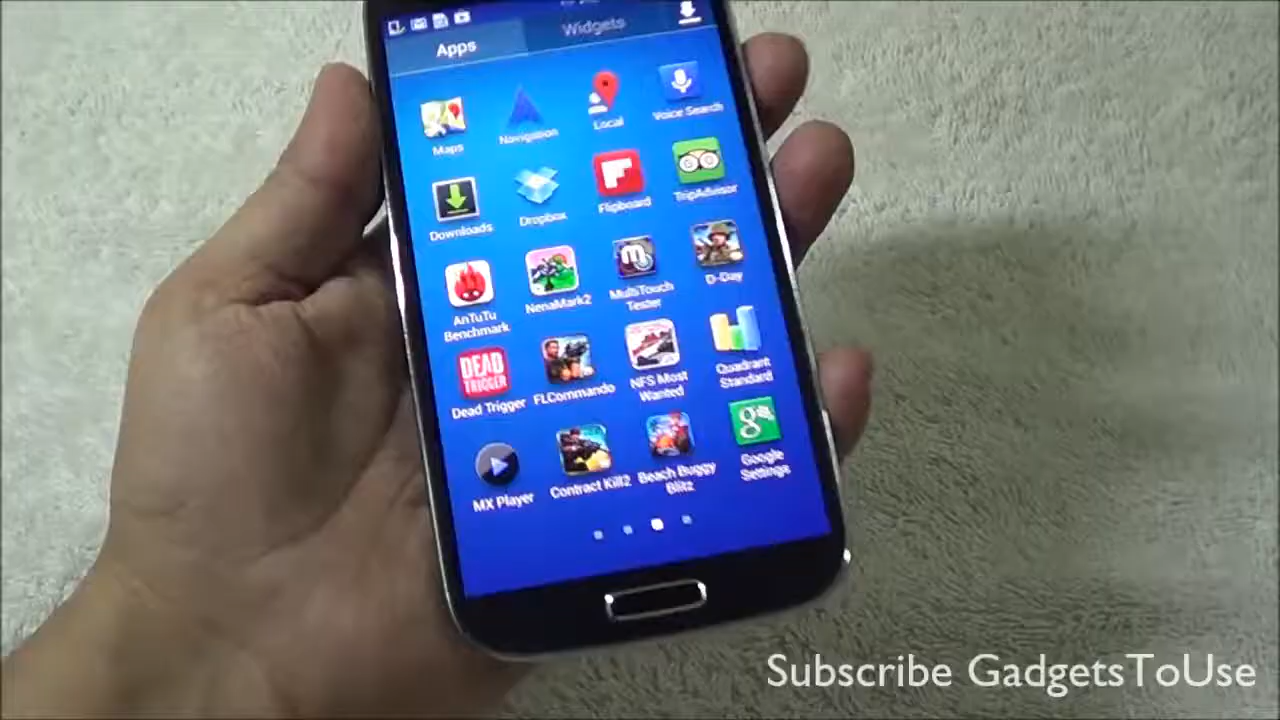 Apps Widgets
Maps Navigation Local Voice Search
Downloads Dropbox Flipboard TripAdvisor
AnTuTu Benchmark NenaMark2 MultiTouch Tester D-Day
DEAD TRIGGER
Dead Trigger FLCommando NFS Most Wanted Quadrant Standard
MX Player Contract Kill2 Beach Buggy Blitz Google Settings
Subscribe GadgetsToUse